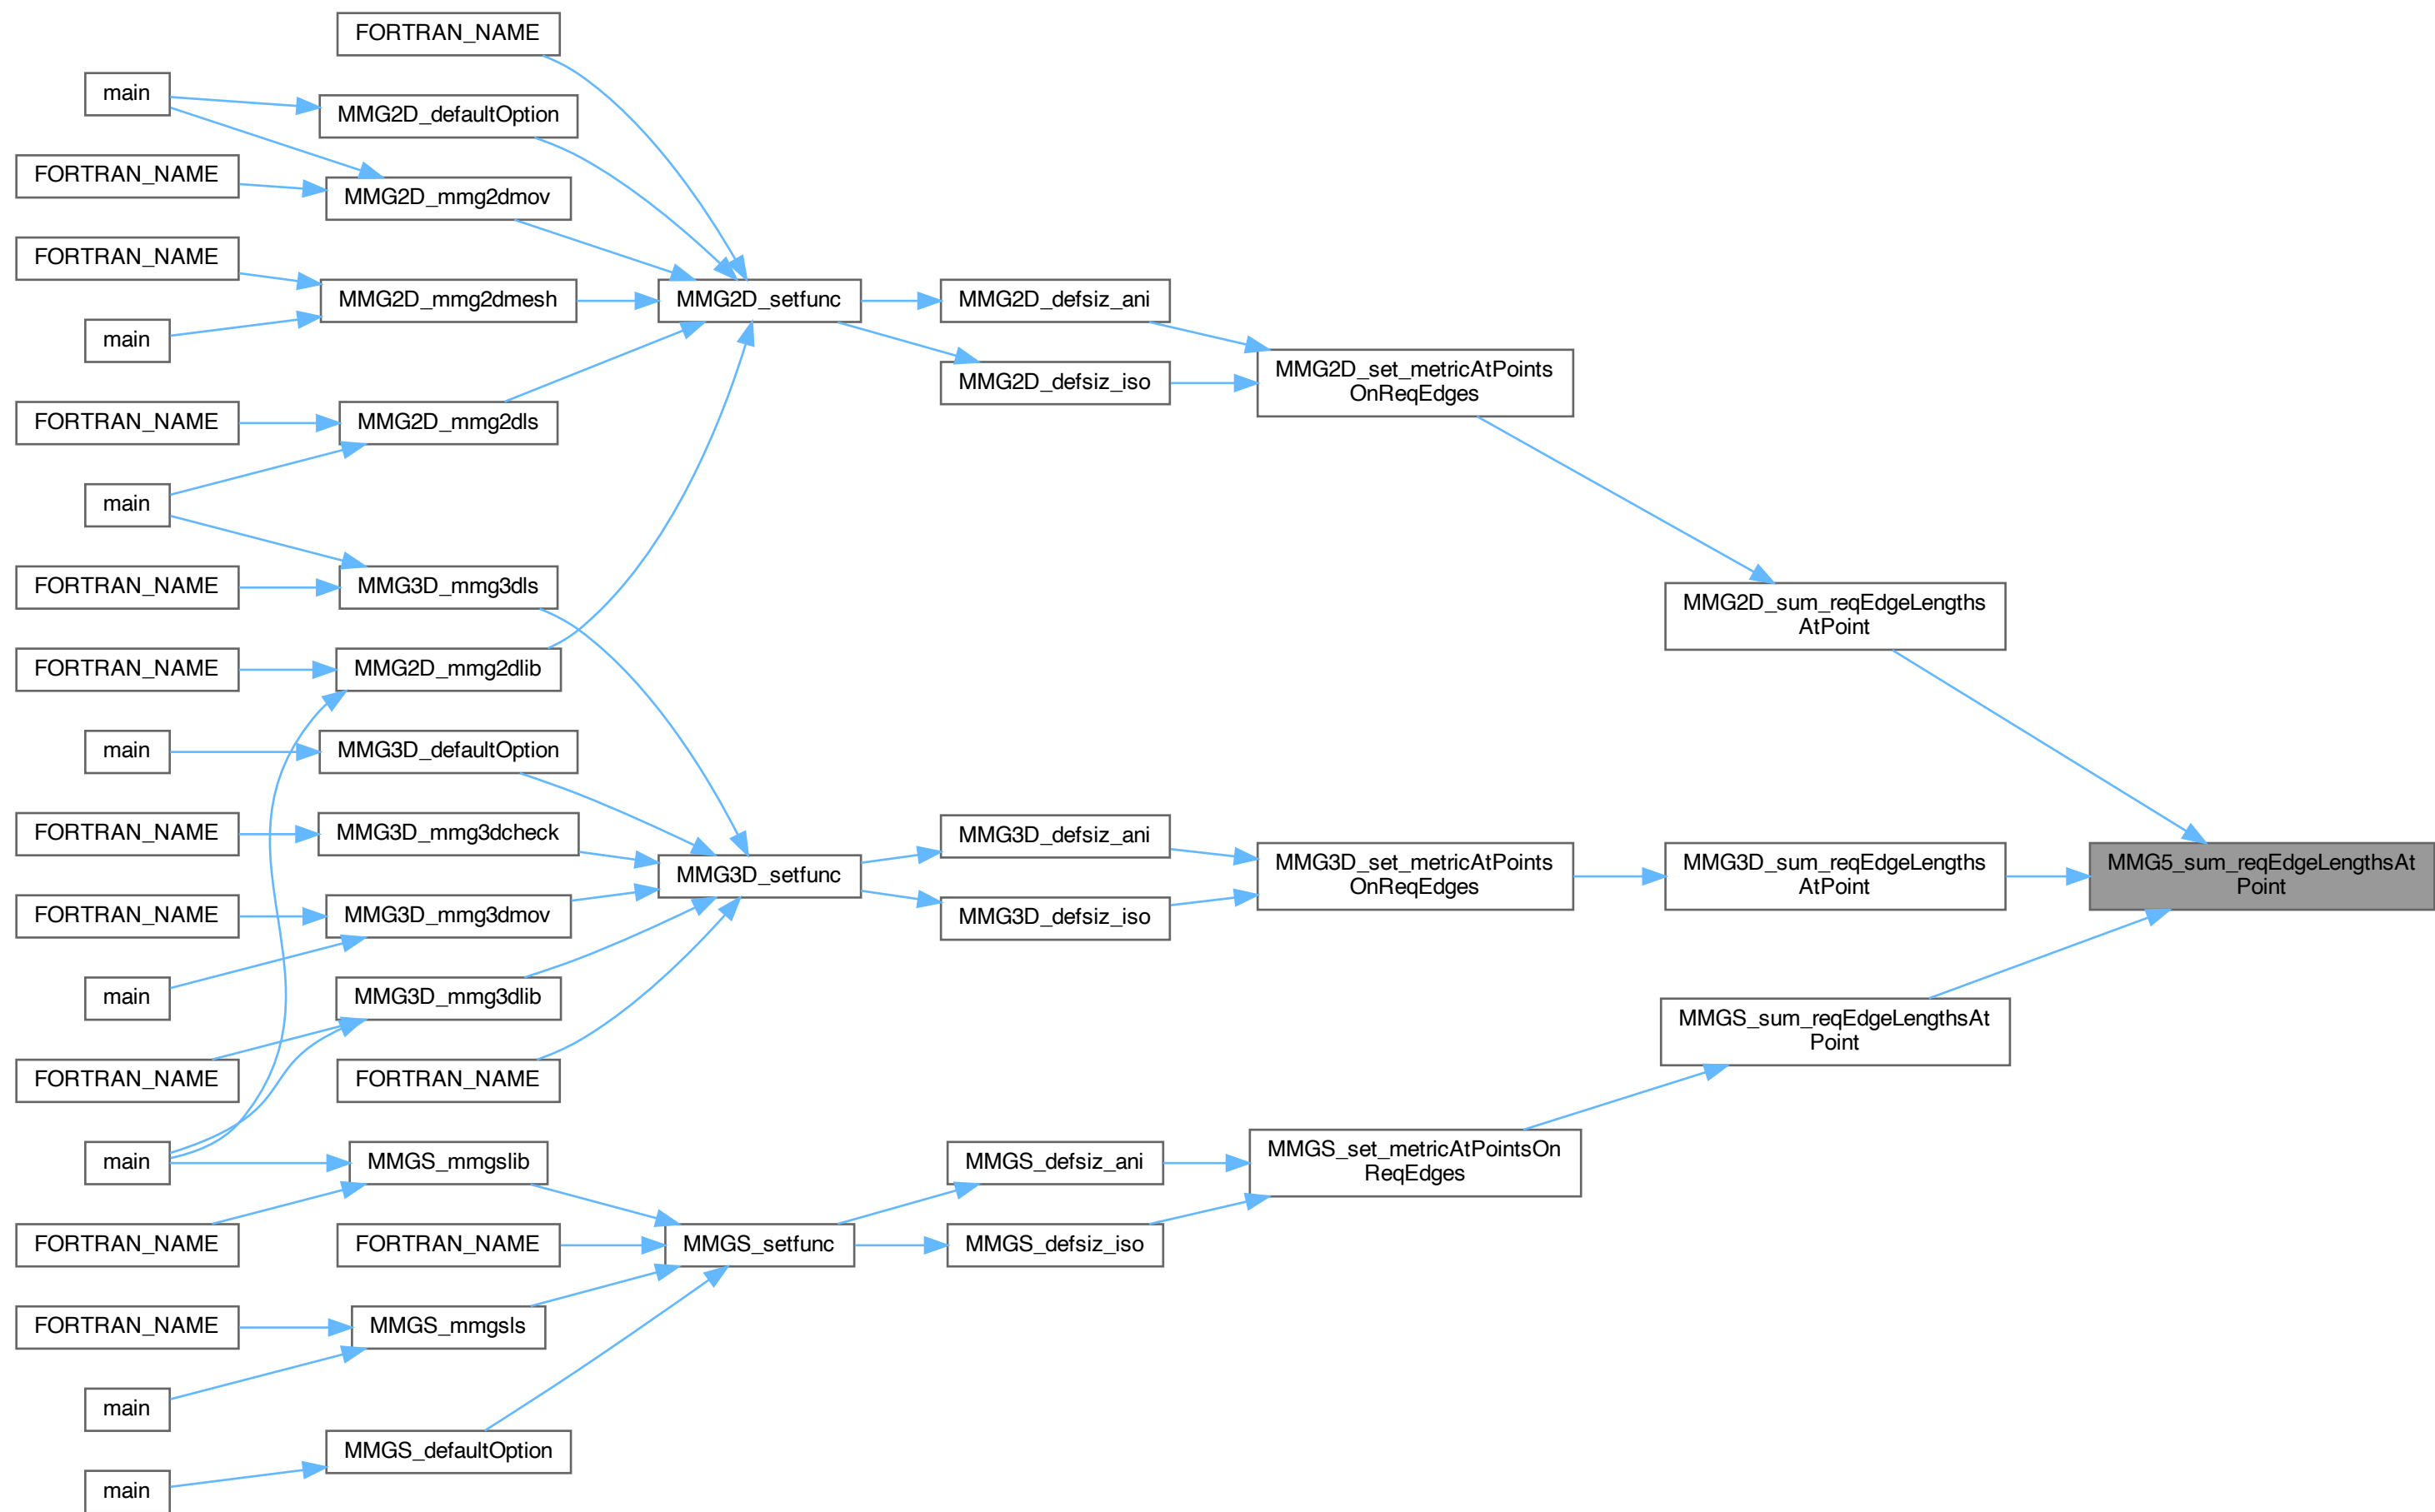 FORTRAN_NAME
main
MMG2D_defaultOption
FORTRAN_NAME
MMG2D_mmg2dmov
FORTRAN_NAME
MMG2D_mmg2dmesh
MMG2D_setfunc
MMG2D_defsiz_ani
main
MMG2D_defsiz_iso
MMG2D_set_metricAtPoints
OnReqEdges
FORTRAN_NAME
MMG2D_mmg2dls
main
FORTRAN_NAME
MMG3D_mmg3dls
MMG2D_sum_reqEdgeLengths
AtPoint
FORTRAN_NAME
MMG2D_mmg2dlib
main
MMG3D_defaultOption
FORTRAN_NAME
MMG3D_mmg3dcheck
MMG3D_defsiz_ani
MMG3D_setfunc
MMG3D_set_metricAtPoints
OnReqEdges
MMG3D_sum_reqEdgeLengths
AtPoint
MMG5_sum_reqEdgeLengthsAt
Point
FORTRAN_NAME
MMG3D_mmg3dmov
MMG3D_defsiz_iso
main
MMG3D_mmg3dlib
MMGS_sum_reqEdgeLengthsAt
Point
FORTRAN_NAME
FORTRAN_NAME
main
MMGS_mmgslib
MMGS_defsiz_ani
MMGS_set_metricAtPointsOn
ReqEdges
FORTRAN_NAME
FORTRAN_NAME
MMGS_setfunc
MMGS_defsiz_iso
FORTRAN_NAME
MMGS_mmgsls
main
MMGS_defaultOption
main